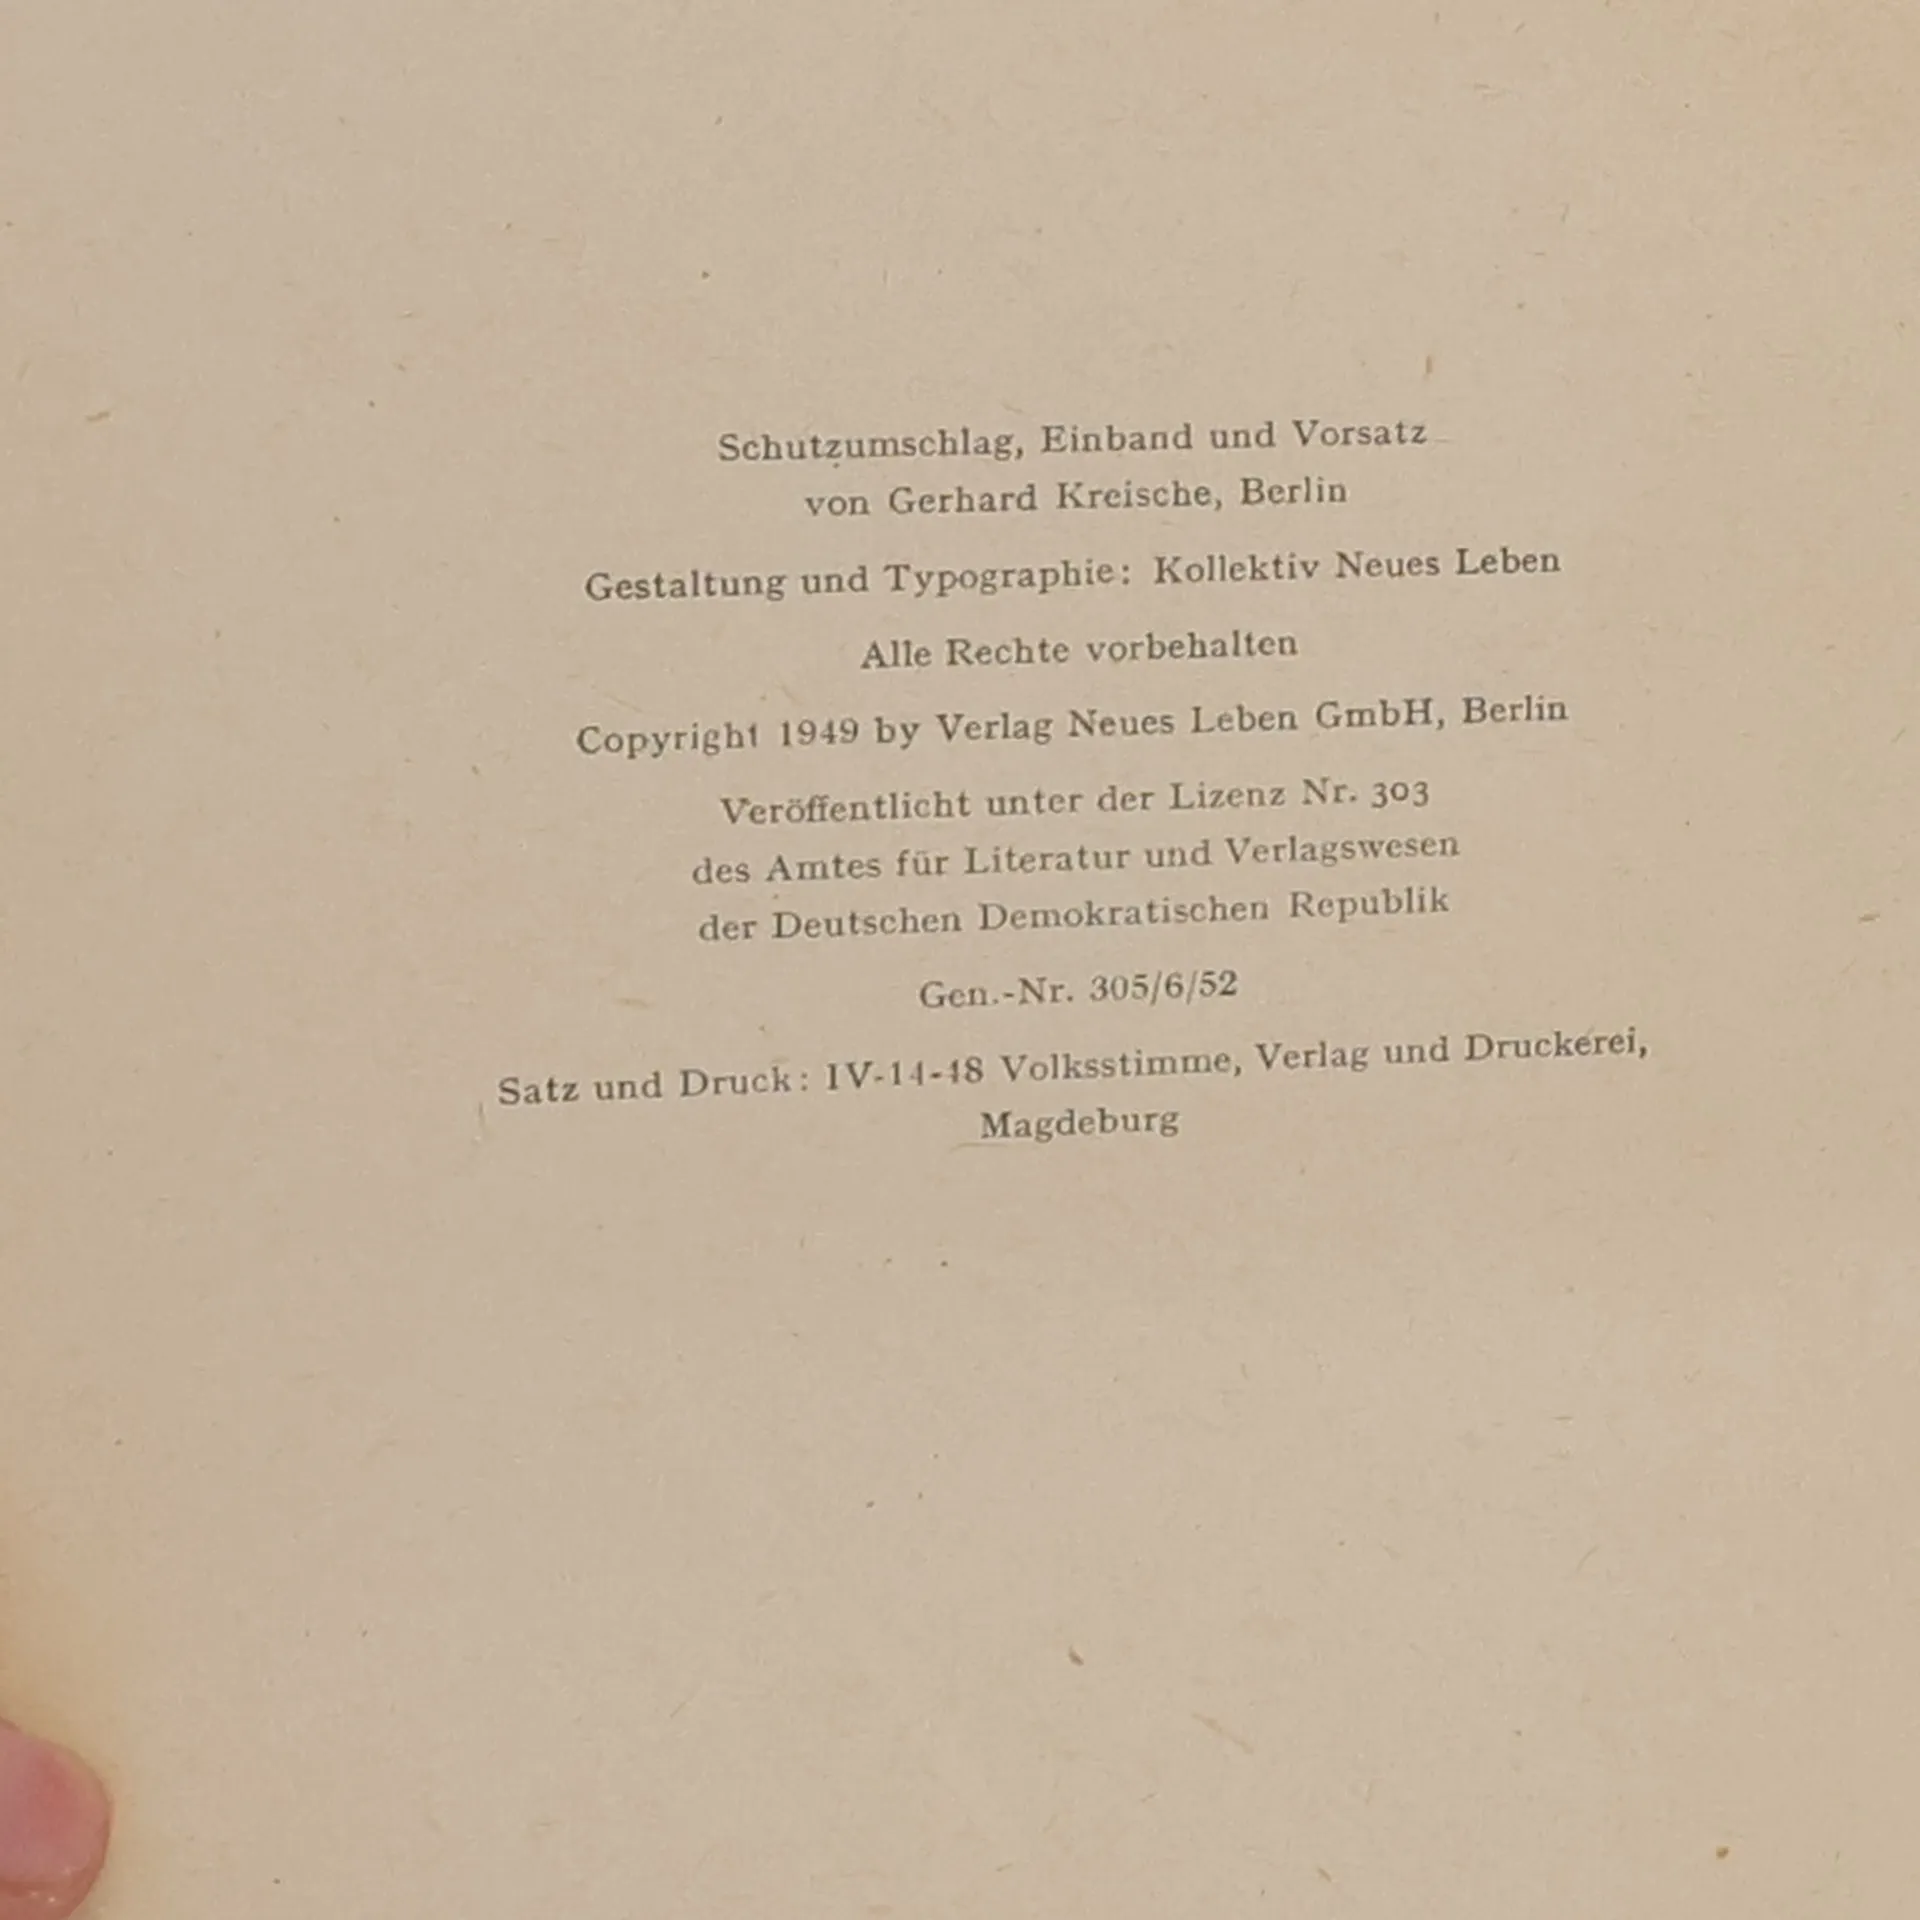 Schutzumschlag, Einband und Vorsatz
von Gerhard Kreische, Berlin
Gestaltung und Typographie: Kollektiv Neues Leben
Alle Rechte vorbehalten
Copyright 1949 by Verlag Neues Leben GmbH, Berlin
Veröffentlicht unter der Lizenz Nr. 303
des Amtes für Literatur und Verlagswesen
der Deutschen Demokratischen Republik
Gen.-Nr. 305/6/52
Satz und Druck: IV-14-48 Volksstimme, Verlag und Druckerei,
Magdeburg